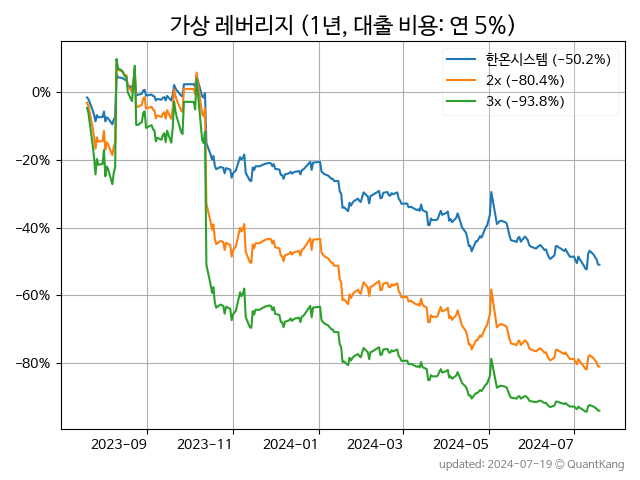 가상 레버리지 (1년, 대출 비용: 연 5%)
한온시스템 (−50.2%)
2x (−80.4%)
3x (−93.8%)
0%
−20%
−40%
−60%
−80%
2023-09 2023-11 2024-01 2024-03 2024-05 2024-07
updated: 2024-07-19 © QuantKang